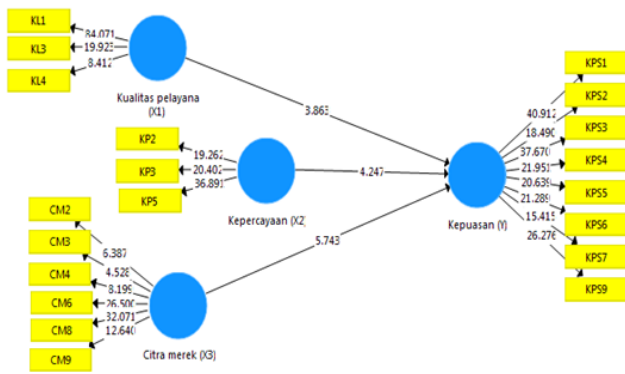 KL1
KL3
KL4
84.071
19.923
8.412
Kualitas pelayana
(X1)
3.863
KP2
KP3
KP5
19.262
20.402
36.891
Kepercayaan (X2)
4.247
CM2
CM3
CM4
CM6
CM8
CM9
6.387
4.528
8.199
26.500
32.071
12.640
Citra merek (X3)
5.743
Kepuasan (Y)
40.912
18.490
37.670
21.951
20.639
21.289
15.415
26.276
KPS1
KPS2
KPS3
KPS4
KPS5
KPS6
KPS7
KPS9